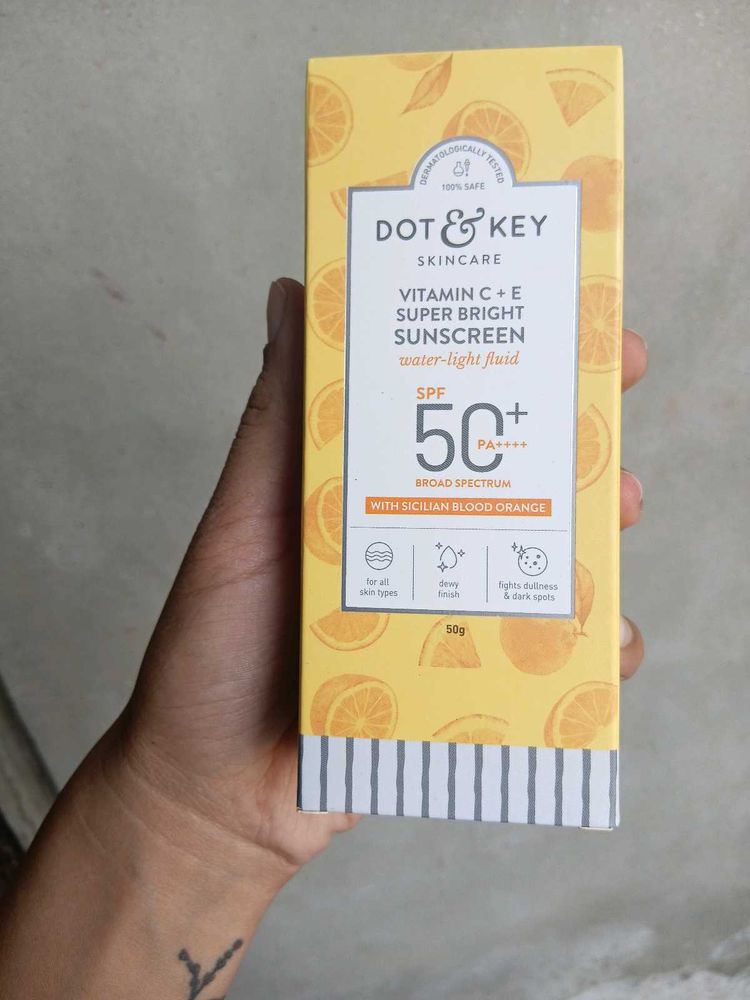 DERMATOLOGICALLY TESTED
100% SAFE
DOT & KEY
SKINCARE
VITAMIN C + E
SUPER BRIGHT
SUNSCREEN
water-light fluid
SPF
50+
PA++++
BROAD SPECTRUM
WITH SICILIAN BLOOD ORANGE
for all
skin types
dewy
finish
fights dullness
& dark spots
50g